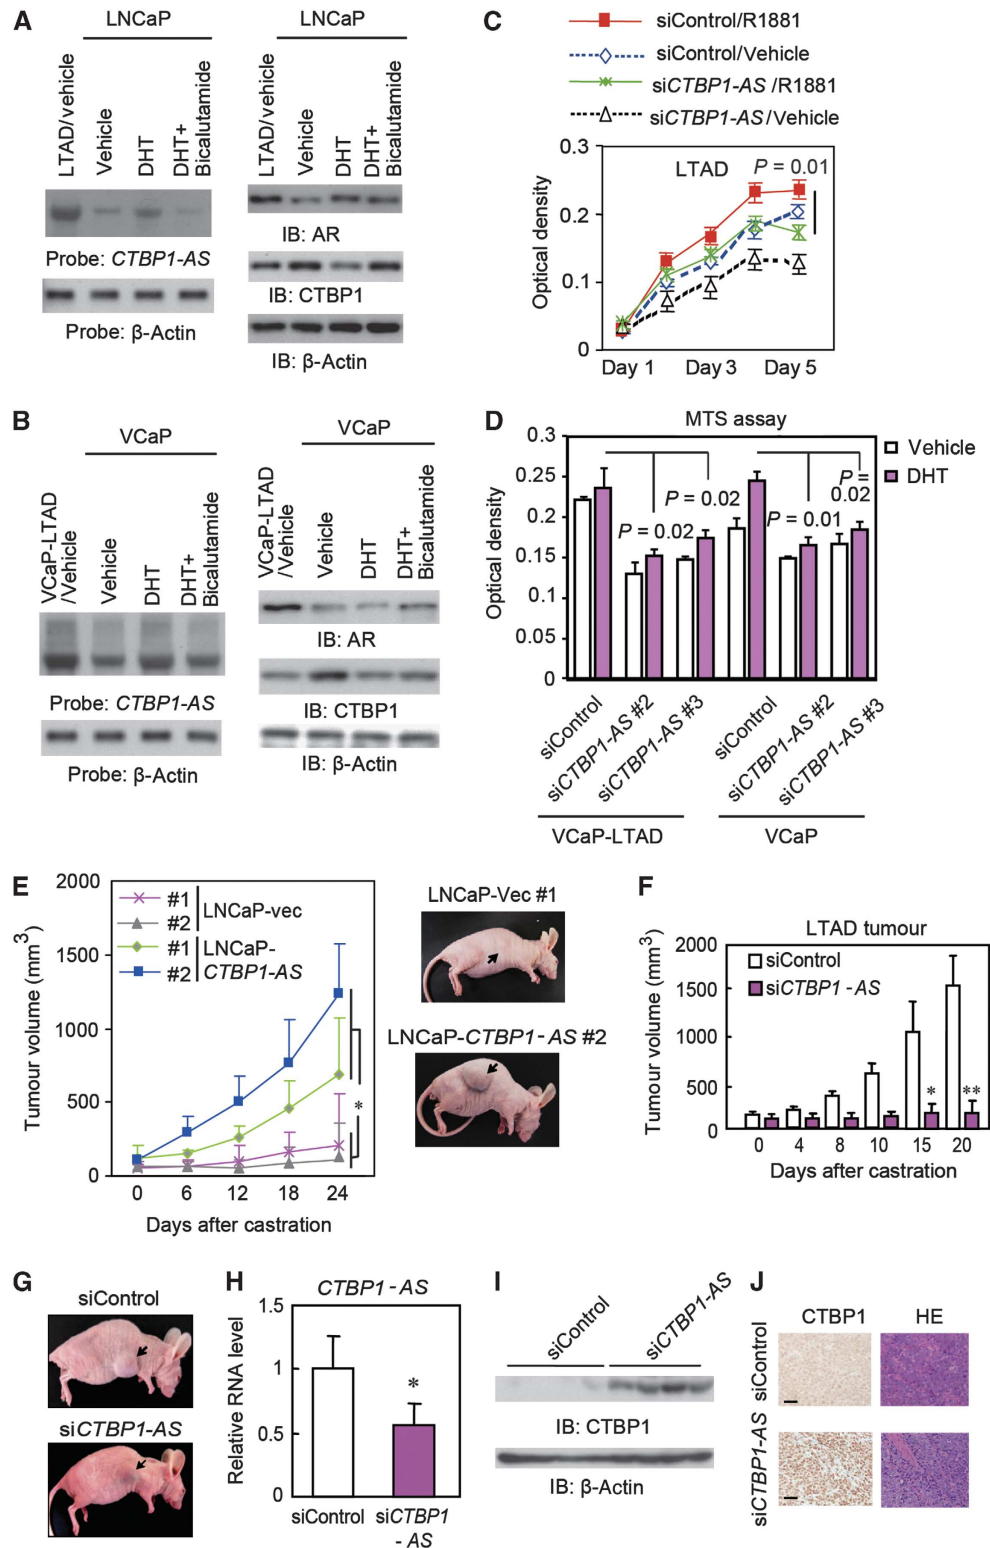 A
LNCaP
LTAD/vehicle
Vehicle
DHT
DHT+
Bicalutamide
Probe: CTBP1-AS
Probe: β-Actin
LNCaP
LTAD/vehicle
Vehicle
DHT
DHT+
Bicalutamide
IB: AR
IB: CTBP1
IB: β-Actin
B
VCaP
VCaP-LTAD
/Vehicle
Vehicle
DHT
DHT+
Bicalutamide
Probe: CTBP1-AS
Probe: β-Actin
VCaP
VCaP-LTAD
/Vehicle
Vehicle
DHT
DHT+
Bicalutamide
IB: AR
IB: CTBP1
IB: β-Actin
C
siControl/R1881
siControl/Vehicle
siCTBP1-AS /R1881
siCTBP1-AS/Vehicle
LTAD
P = 0.01
Optical density
0.3
0.2
0.1
0
Day 1
Day 3
Day 5
D
MTS assay
Vehicle
DHT
Optical density
0.3
0.25
0.2
0.15
0.1
0.05
0
P = 0.02
P = 0.02
P = 0.01
P =
0.02
siControl
siCTBP1-AS #2
siCTBP1-AS #3
siControl
siCTBP1-AS #2
siCTBP1-AS #3
VCaP-LTAD
VCaP
E
Tumour volume (mm3)
2000
1500
1000
500
0
#1
#2
LNCaP-vec
#1
#2
LNCaP-
CTBP1-AS
*
0
6
12
18
24
Days after castration
LNCaP-Vec #1
LNCaP-CTBP1-AS #2
F
LTAD tumour
siControl
siCTBP1-AS
Tumour volume (mm3)
2000
1500
1000
500
0
*
**
0
4
8
10
15
20
Days after castration
G
siControl
siCTBP1-AS
H
CTBP1-AS
Relative RNA level
1.5
1
0.5
0
*
siControl
siCTBP1
-AS
I
siControl
siCTBP1-AS
IB: CTBP1
IB: β-Actin
J
CTBP1
HE
siControl
siCTBP1-AS